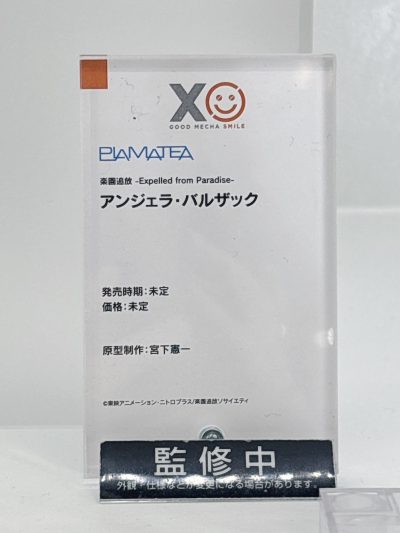 XO
GOOD MECHA SMILE
PLAMATEA
楽園追放 -Expelled from Paradise-
アンジェラ・バルザック
発売時期：未定
価格：未定
原型制作：宮下憲一
©東映アニメーション・ニトロプラス/楽園追放ソサイエティ
監修中
外観・仕様などが変更になる場合があります。